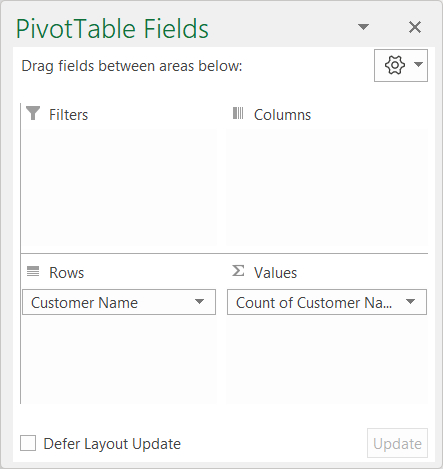 PivotTable Fields
Drag fields between areas below:
Filters
Columns
Rows
Values
Customer Name
Count of Customer Na...
Defer Layout Update
Update